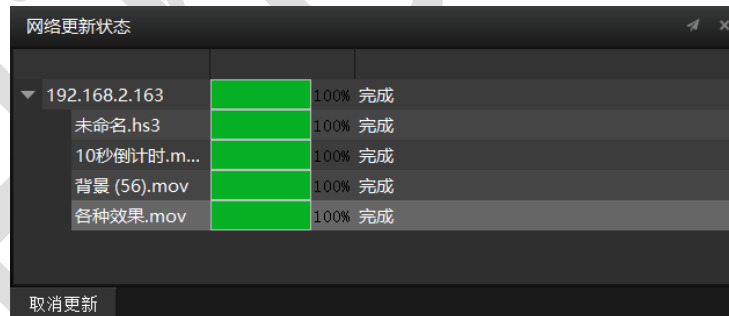 网络更新状态
192.168.2.163 100% 完成
未命名.hs3 100% 完成
10秒倒计时.m... 100% 完成
背景 (56).mov 100% 完成
各种效果.mov 100% 完成
取消更新